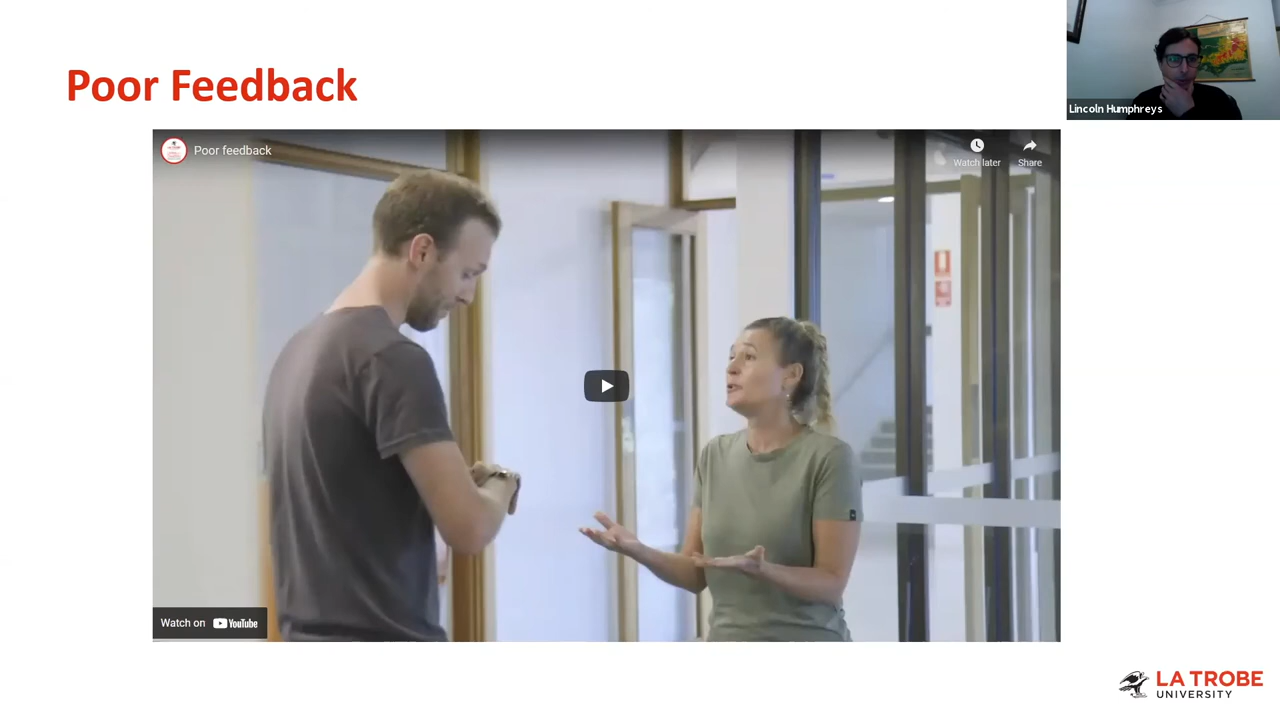 Poor Feedback
Lincoln Humphreys
Poor feedback
Watch later
Share
Watch on YouTube
LA TROBE
UNIVERSITY